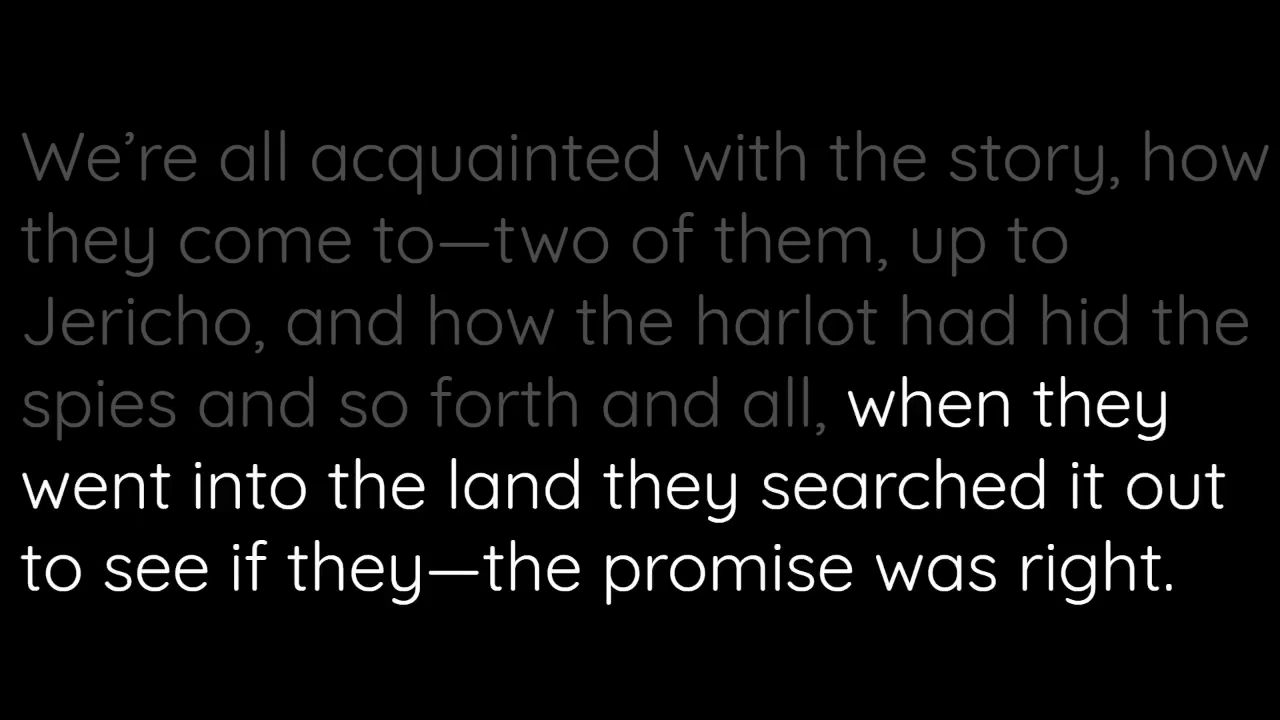 We’re all acquainted with the story, how
they come to—two of them, up to
Jericho, and how the harlot had hid the
spies and so forth and all, when they
went into the land they searched it out
to see if they—the promise was right.